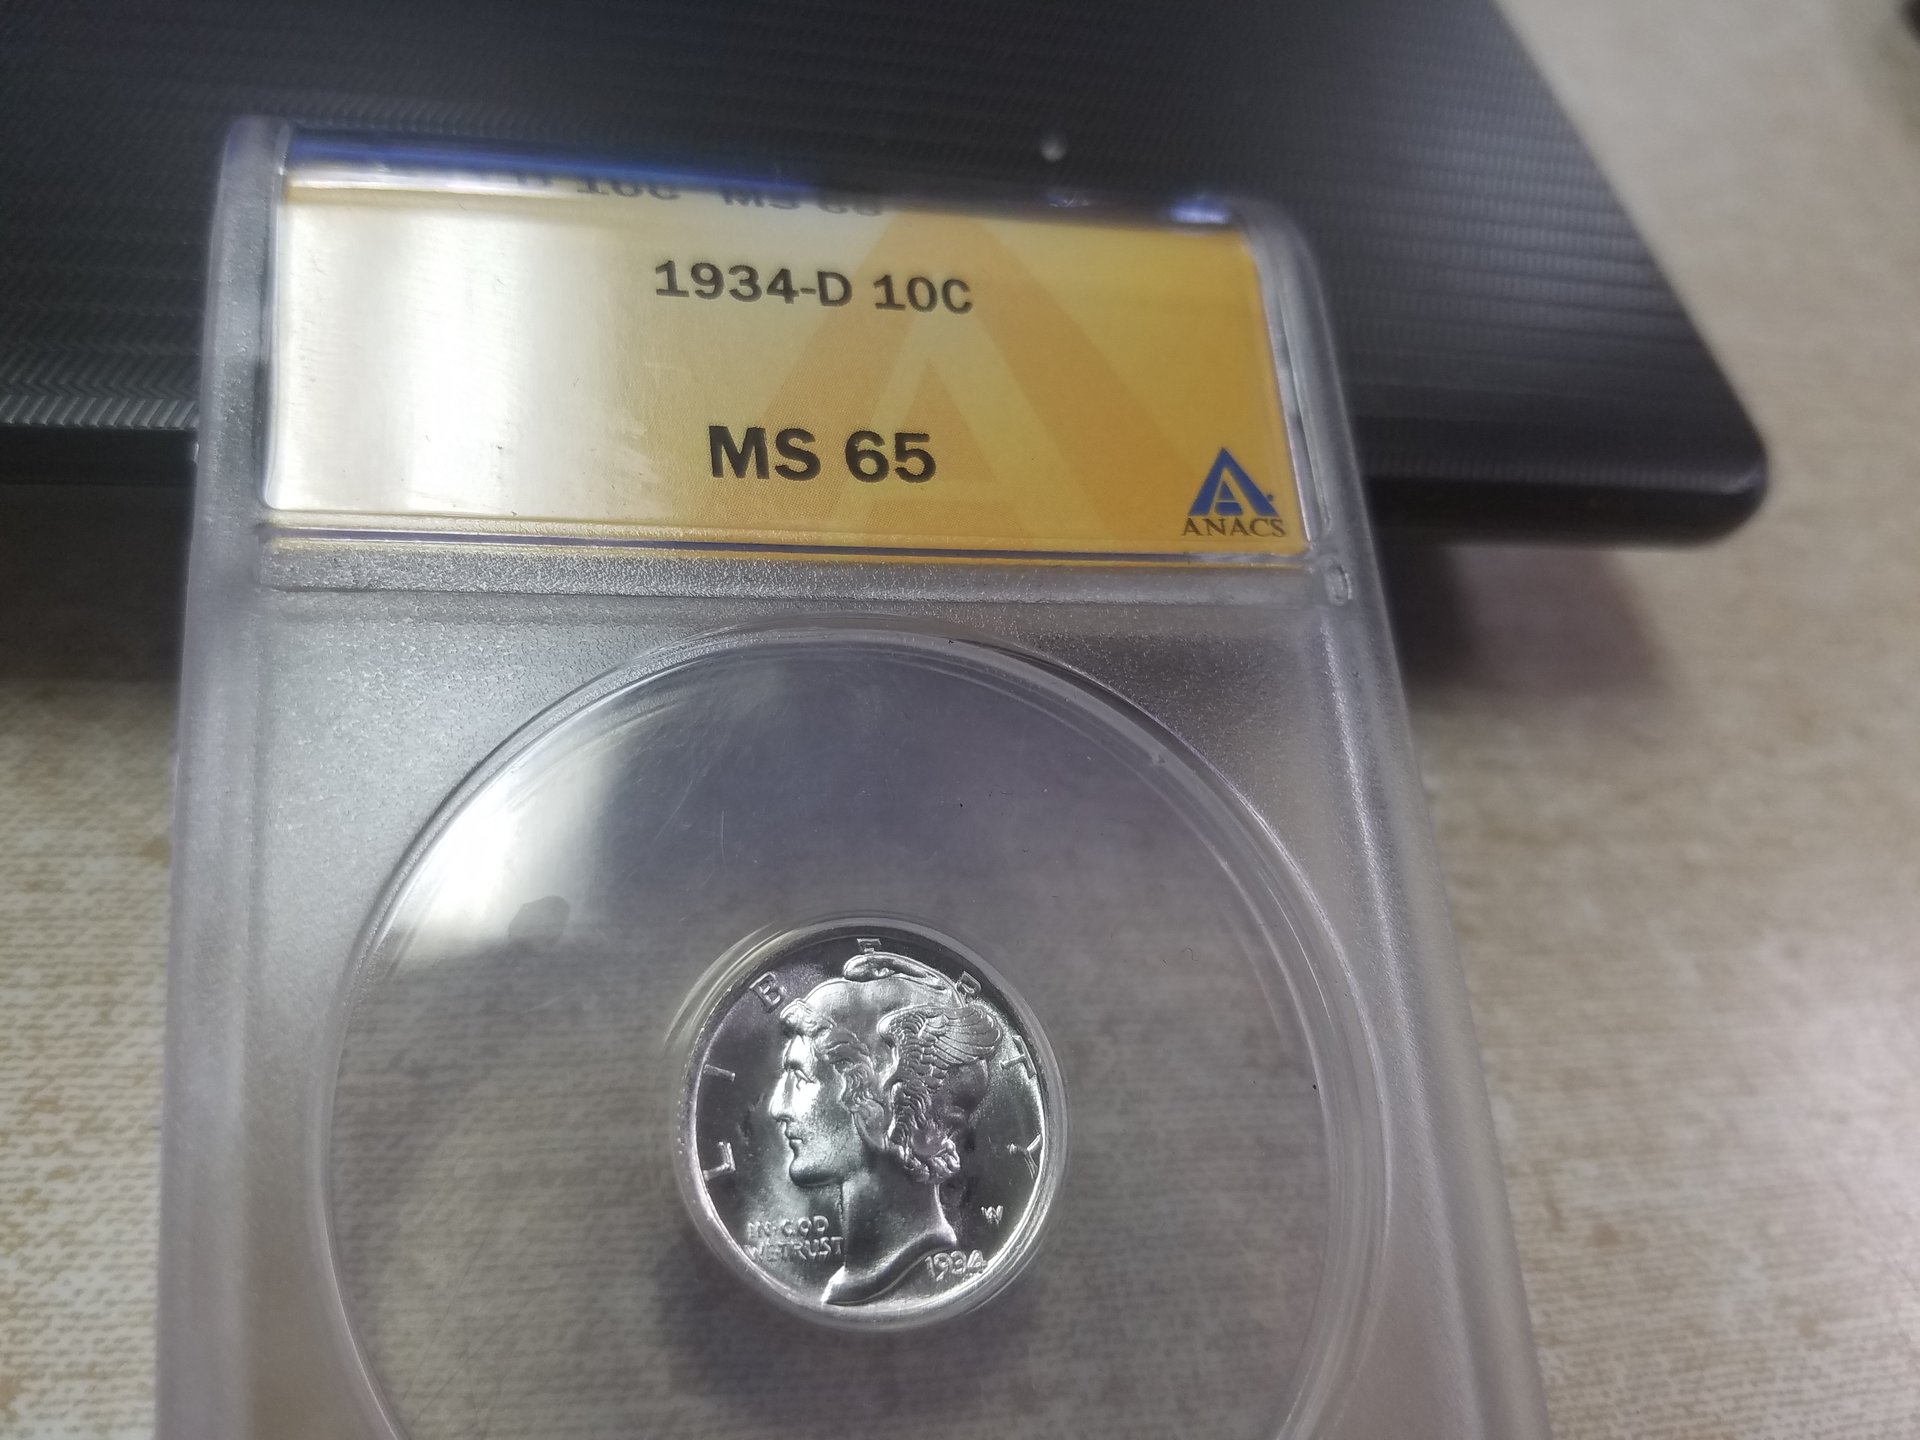 1934-D 10C
MS 65
ANACS
LIBERTY
IN·GOD
WE TRUST
W
1934